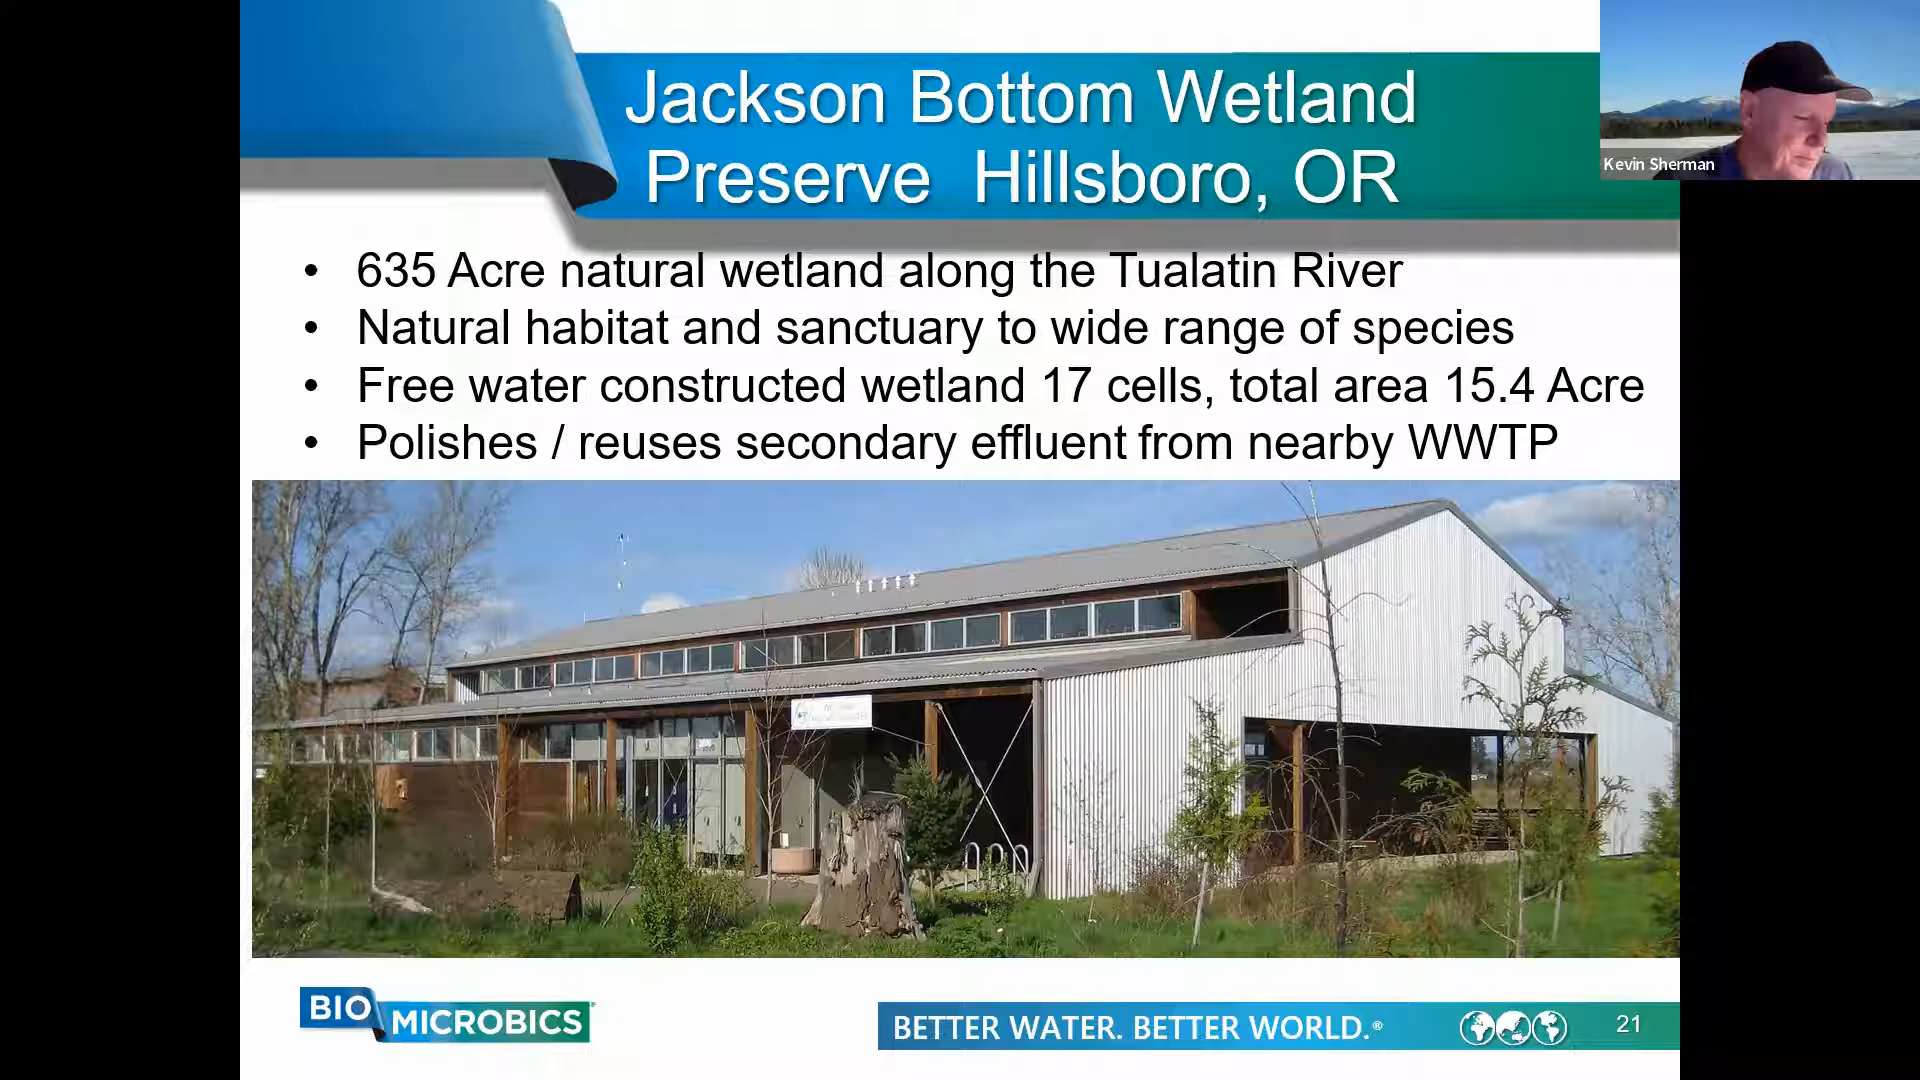 Jackson Bottom Wetland
Preserve Hillsboro, OR
Kevin Sherman
• 635 Acre natural wetland along the Tualatin River
• Natural habitat and sanctuary to wide range of species
• Free water constructed wetland 17 cells, total area 15.4 Acre
• Polishes / reuses secondary effluent from nearby WWTP
BIO MICROBICS
BETTER WATER. BETTER WORLD.®
21